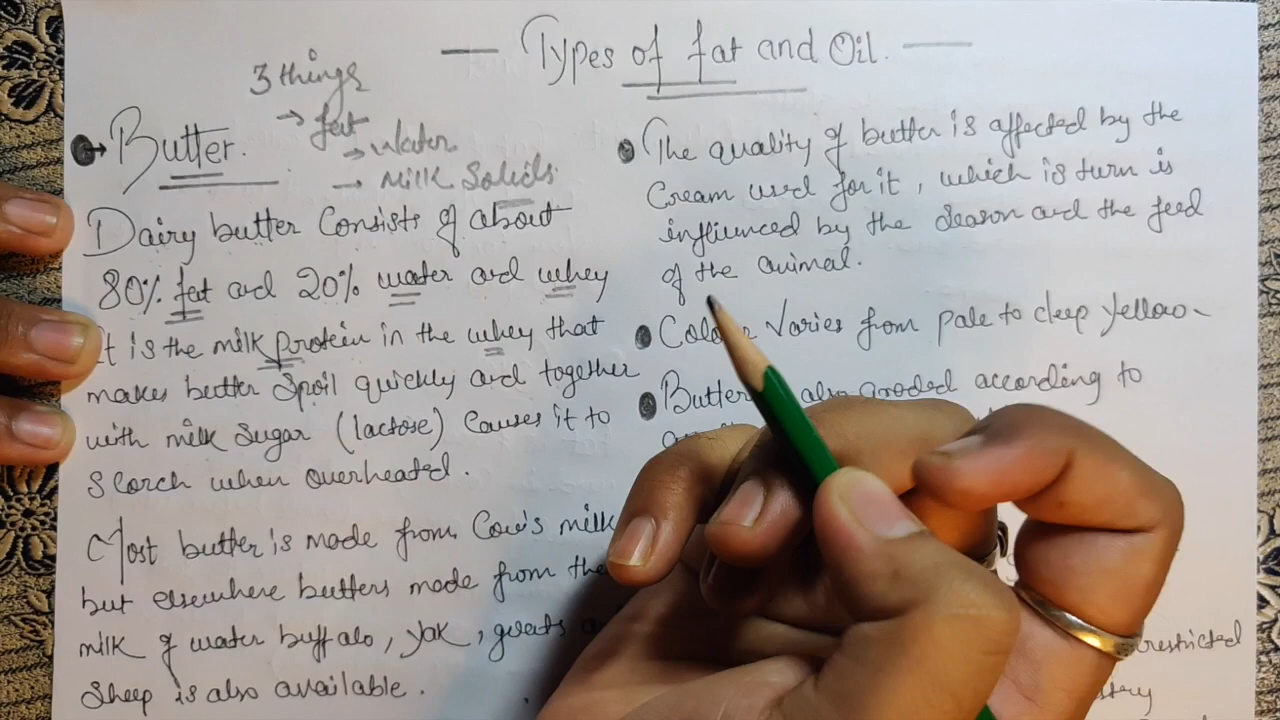 Types of fat and Oil.
3 things
→ fat
→ Water
→ Milk Solids
Butter.
Dairy butter Consists of about
80% fat and 20% water and whey
It is the milk protein in the whey that
makes butter Spoil quickly and together
with milk Sugar (lactose) Causes it to
Scorch when overheated.
Most butter is made from Cow's milk
but elsewhere butters made from the
milk of water buffalo, yak,
Sheep is also available.
The quality of butter is affected by the
Cream used for it, which is turn is
influenced by the Season and the feed
of the animal.
Varies from pale to deep yellow
Butter also graded according to
restricted